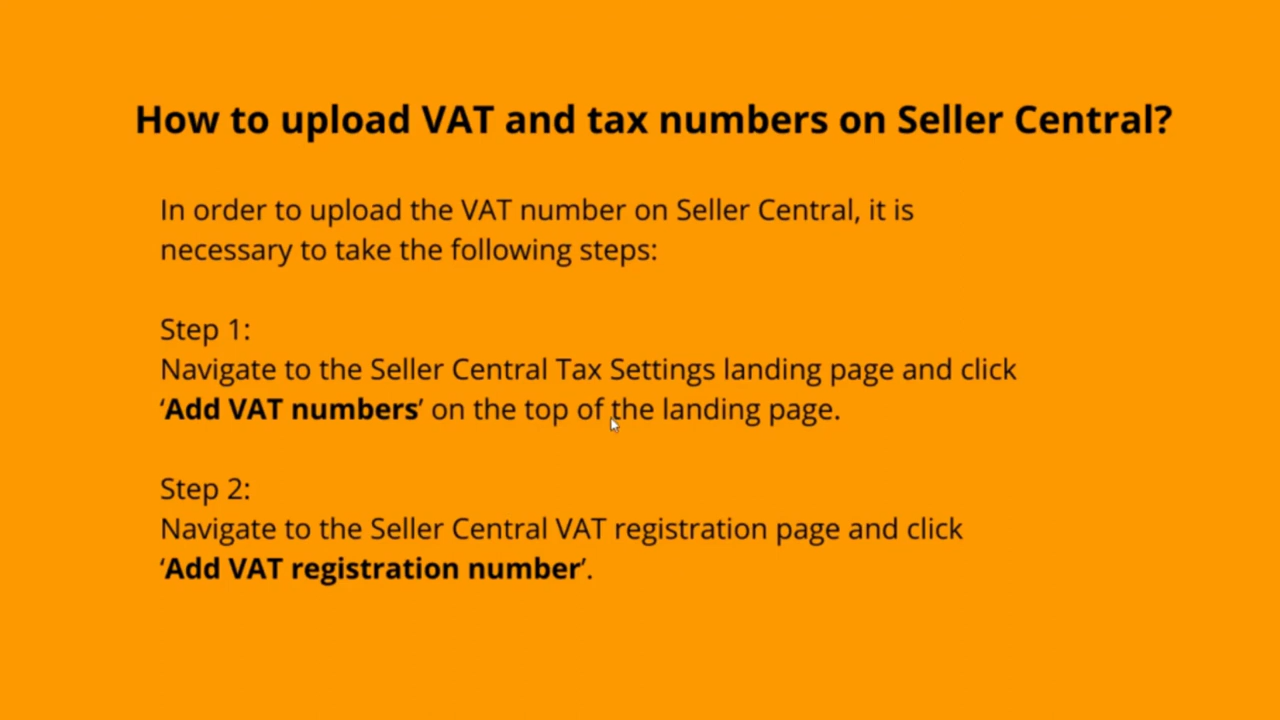 How to upload VAT and tax numbers on Seller Central?
In order to upload the VAT number on Seller Central, it is
necessary to take the following steps:
Step 1:
Navigate to the Seller Central Tax Settings landing page and click
‘Add VAT numbers’ on the top of the landing page.
Step 2:
Navigate to the Seller Central VAT registration page and click
‘Add VAT registration number’.